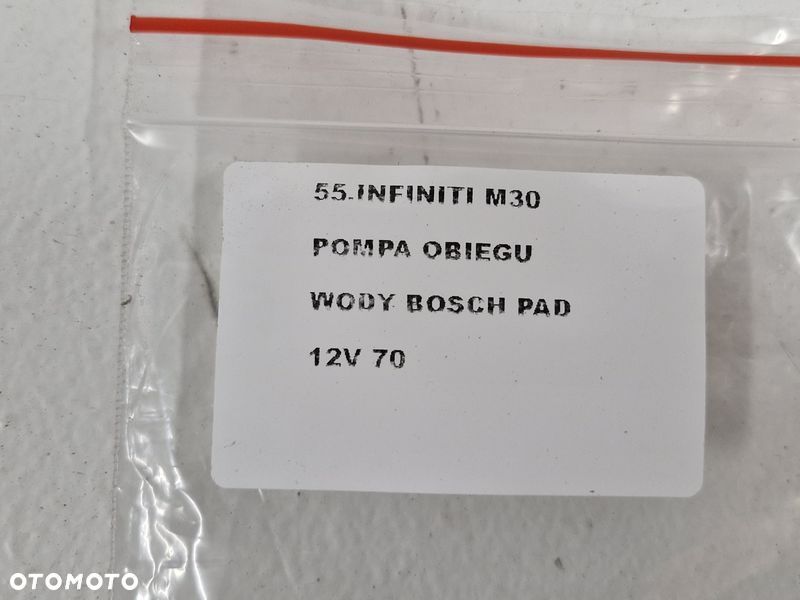 55.INFINITI M30
POMPA OBIEGU
WODY BOSCH PAD
12V 70
OTOMOTO